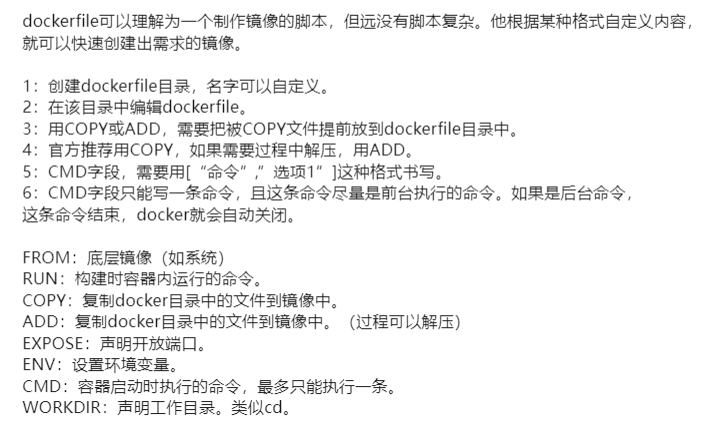 dockerfile可以理解为一个制作镜像的脚本，但远没有脚本复杂。他根据某种格式自定义内容，
就可以快速创建出需求的镜像。
1：创建dockerfile目录，名字可以自定义。
2：在该目录中编辑dockerfile。
3：用COPY或ADD，需要把被COPY文件提前放到dockerfile目录中。
4：官方推荐用COPY，如果需要过程中解压，用ADD。
5：CMD字段，需要用[“命令”,”选项1”]这种格式书写。
6：CMD字段只能写一条命令，且这条命令尽量是前台执行的命令。如果是后台命令，
这条命令结束，docker就会自动关闭。
FROM：底层镜像（如系统）
RUN：构建时容器内运行的命令。
COPY：复制docker目录中的文件到镜像中。
ADD：复制docker目录中的文件到镜像中。（过程可以解压）
EXPOSE：声明开放端口。
ENV：设置环境变量。
CMD：容器启动时执行的命令，最多只能执行一条。
WORKDIR：声明工作目录。类似cd。